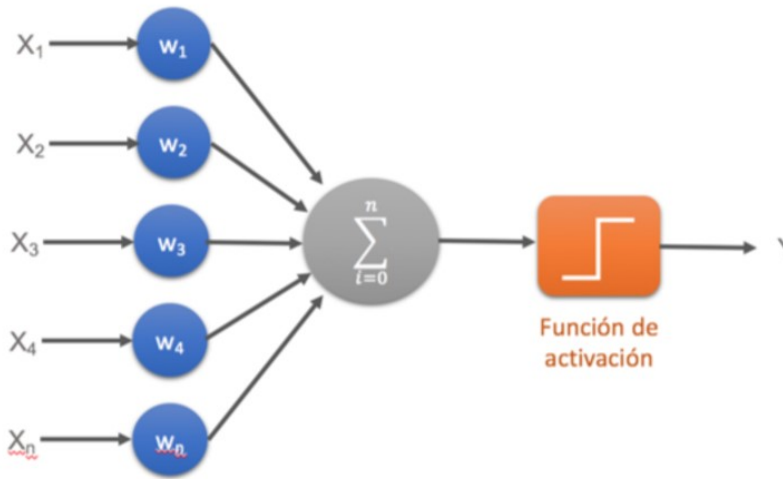 X₁ w₁
X₂ w₂
X₃ w₃
X₄ w₄
Xₙ wₙ
n
∑
i=0
Función de
activación
Y